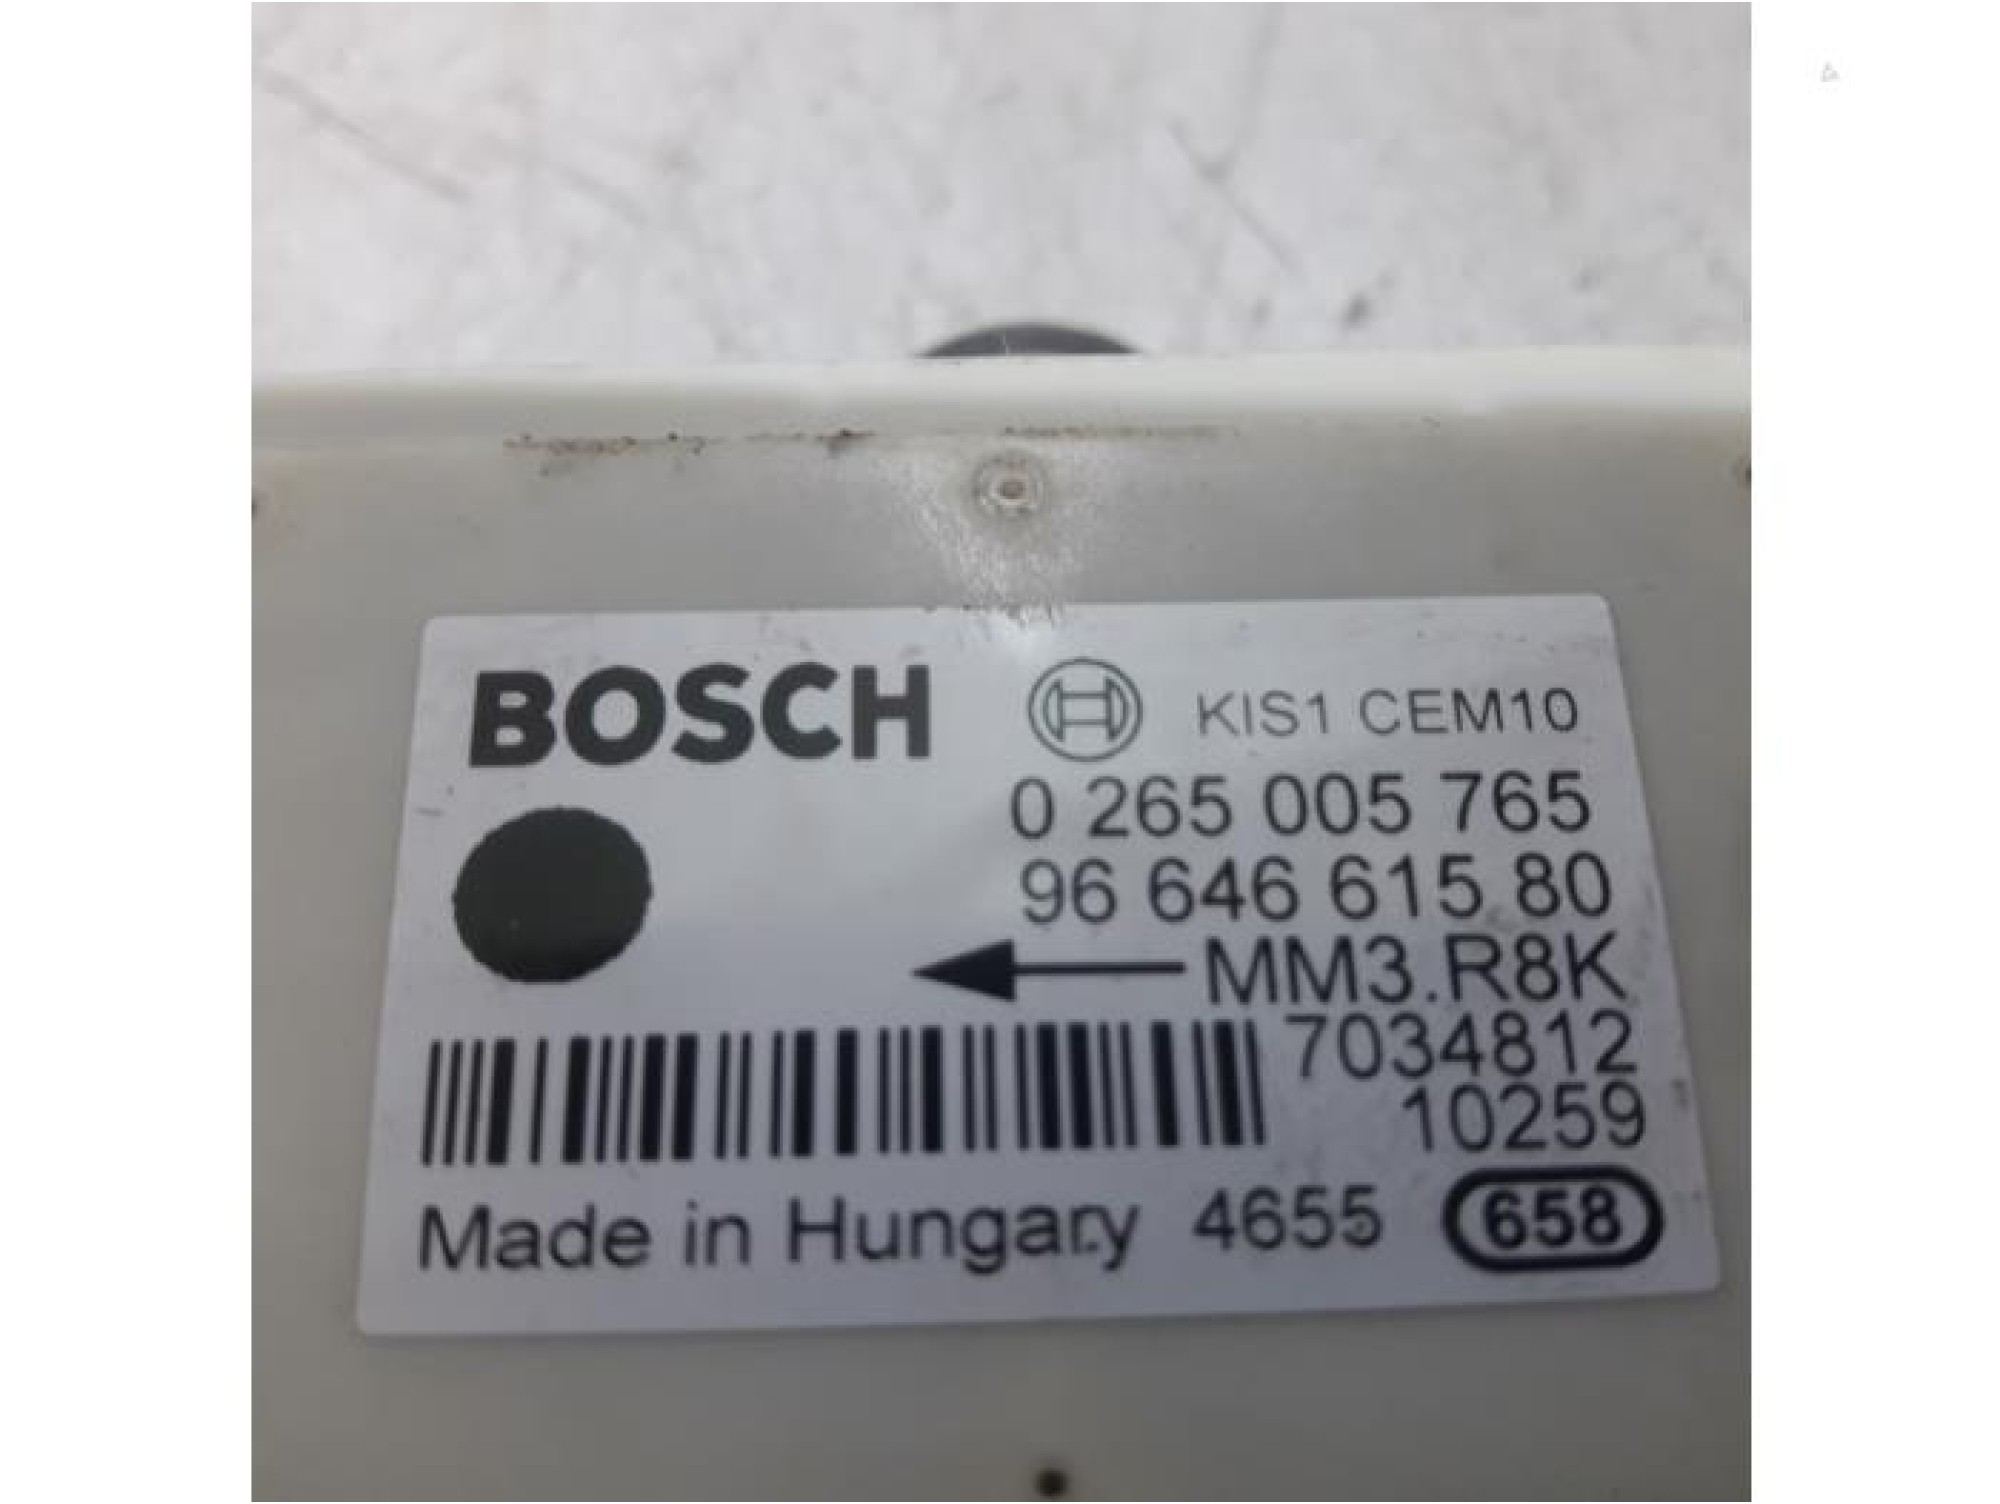 BOSCH KIS1 CEM10
0 265 005 765
96 646 615 80
MM3.R8K
7034812
10259
Made in Hungary 4655 658